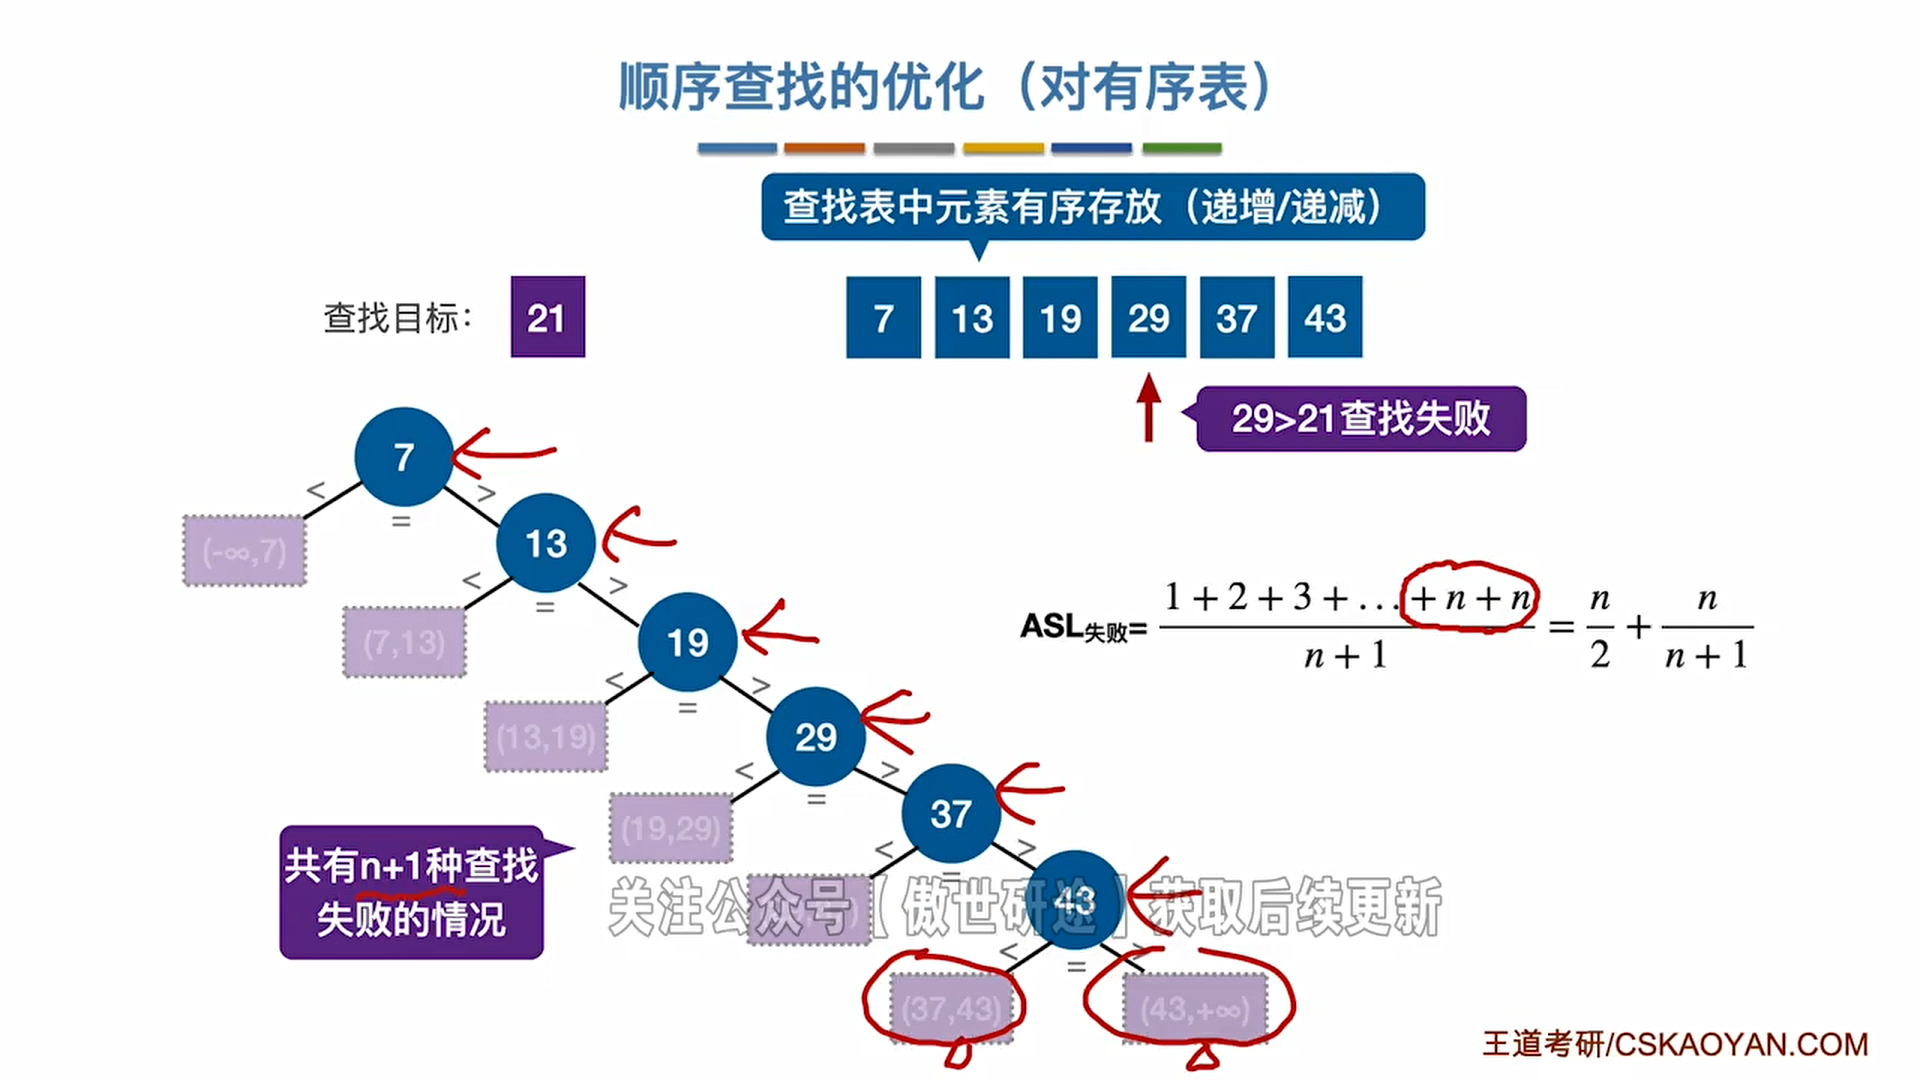 顺序查找的优化（对有序表）
查找表中元素有序存放（递增/递减）
查找目标：
21
7 13 19 29 37 43
29>21查找失败
7
< = >
(-∞,7)
13
< = >
(7,13)
19
< = >
(13,19)
29
< = >
(19,29)
37
< = >
43
< = >
(37,43)
(43,+∞)
ASL失败= 1 + 2 + 3 + … + n + n / n + 1 = n / 2 + n / n + 1
共有n+1种查找
失败的情况
关注公众号【傲世研途】获取后续更新
王道考研/CSKAOYAN.COM